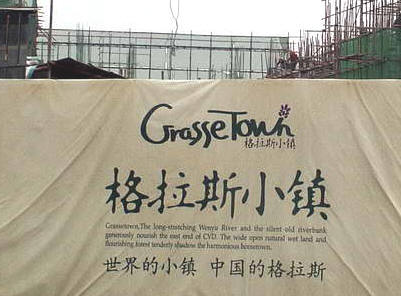 GrasseTown
格拉斯小镇
格拉斯小镇
Grassetown,The long-stretching Wenyu River and the silent old riverbank
generously nourish the east end of CVD. The wide open natural wet land and
flourishing forest tenderly shadow the harmonious hometown.
世界的小镇 中国的格拉斯